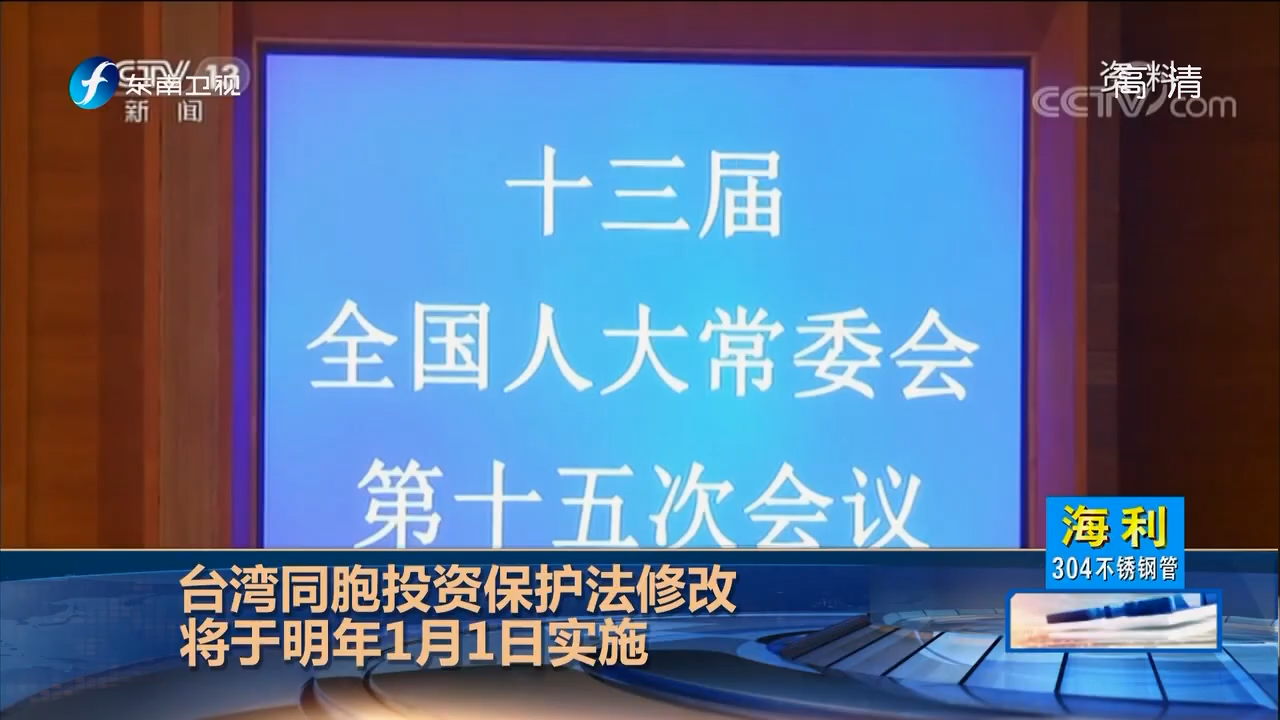 CCTV 13
东南卫视
新闻
资料
高清
CCTV.com
十三届
全国人大常委会
第十五次会议
海利
304不锈钢管
台湾同胞投资保护法修改
将于明年1月1日实施